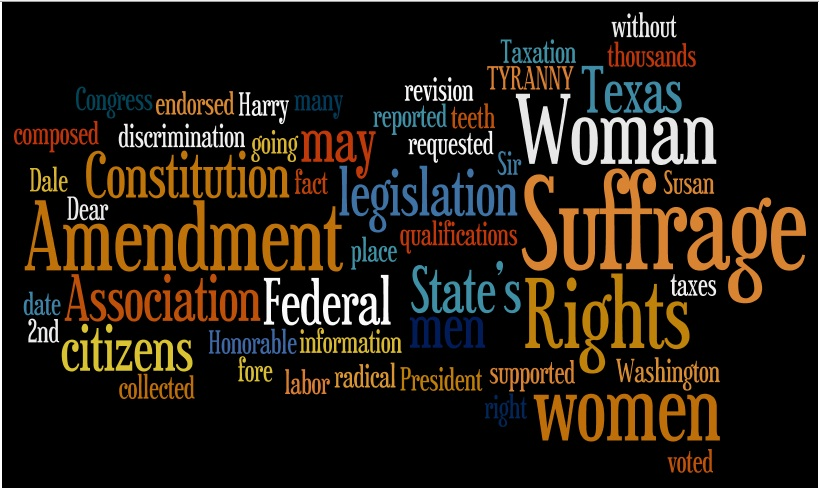 without
Taxation thousands
TYRANNY Texas
Congress endorsed Harry many revision
reported teeth Woman
composed discrimination going may requested
Sir
Dale Constitution fact legislation Suffrage Susan
Dear
Amendment place qualifications
date Association Federal State's Rights taxes
2nd citizens Honorable information men
fore
collected labor radical President supported Washington
right women
voted